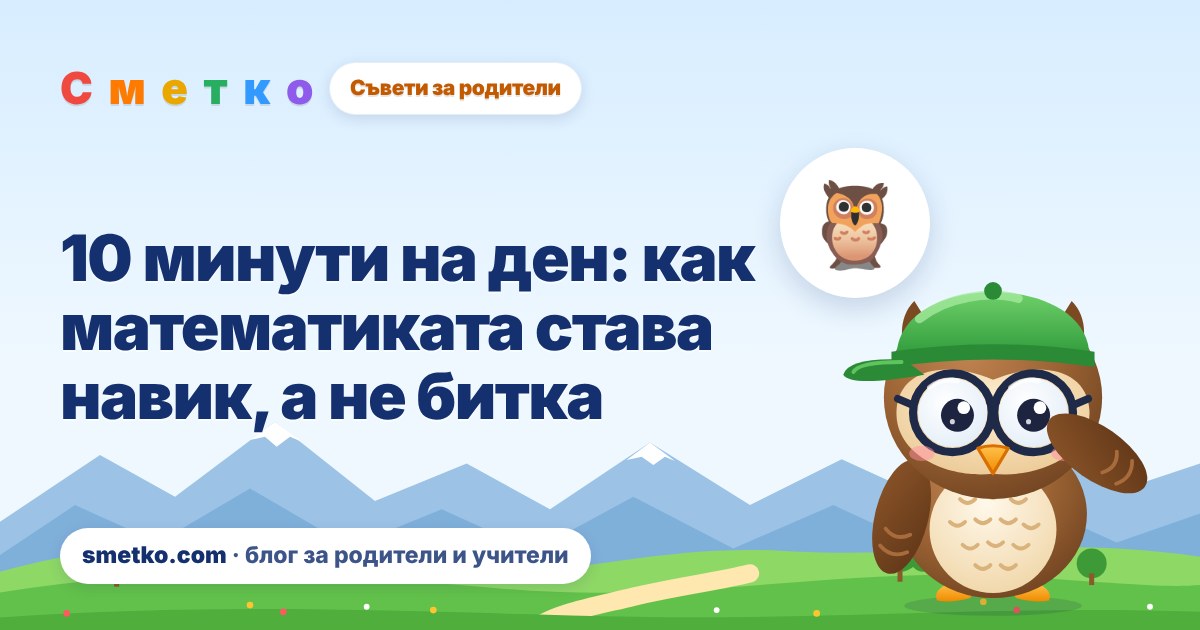 Сметко
Съвети за родители
10 минути на ден: как
математиката става
навик, а не битка
smetko.com · блог за родители и учители